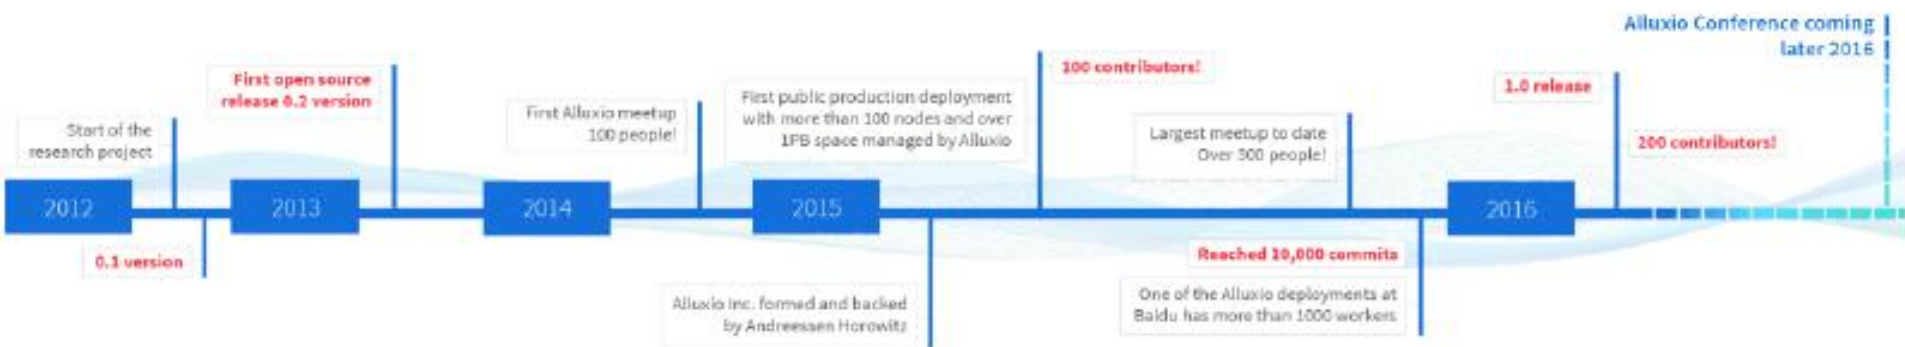 Alluxio Conference coming
later 2016
First open source
release 0.2 version
100 contributors!
1.0 release
Start of the
research project
First Alluxio meetup
100 people!
First public production deployment
with more than 100 nodes and over
1PB space managed by Alluxio
Largest meetup to date
Over 300 people!
200 contributors!
2012
2013
2014
2015
2016
0.1 version
Reached 10,000 commits
Alluxio Inc. formed and backed
by Andreessen Horowitz
One of the Alluxio deployments at
Baidu has more than 1000 workers